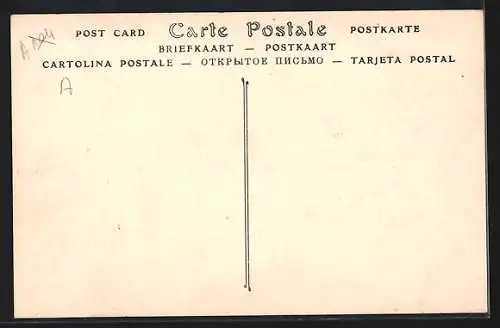 POST CARD Carte Postale POSTKARTE
BRIEFKAART — POSTKAART
CARTOLINA POSTALE — ОТКРЫТОЕ ПИСЬМО — TARJETA POSTAL
A